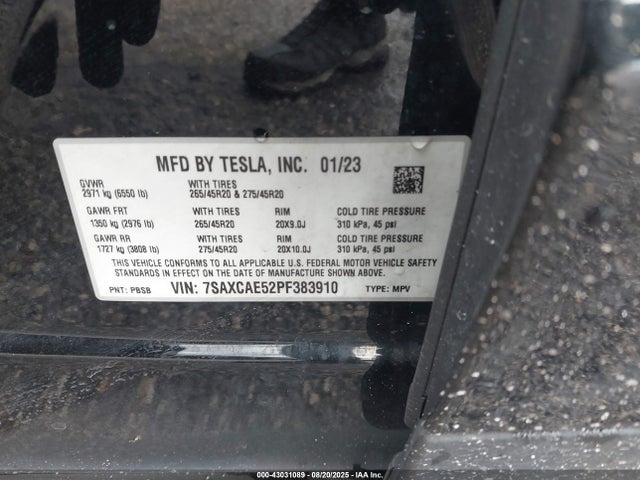 MFD BY TESLA, INC. 01/23
GVWR WITH TIRES
2971 kg (6550 lb) 265/45R20 & 275/45R20
GAWR FRT WITH TIRES RIM COLD TIRE PRESSURE
1350 kg (2976 lb) 265/45R20 20X9.0J 310 kPa, 45 psi
GAWR RR WITH TIRES RIM COLD TIRE PRESSURE
1727 kg (3808 lb) 275/45R20 20X10.0J 310 kPa, 45 psi
THIS VEHICLE CONFORMS TO ALL APPLICABLE U.S. FEDERAL MOTOR VEHICLE SAFETY
STANDARDS IN EFFECT ON THE DATE OF MANUFACTURE SHOWN ABOVE.
PNT: PBSB VIN: 7SAXCAE52PF383910 TYPE: MPV
000-43031089 - 08/20/2025 - IAA Inc.